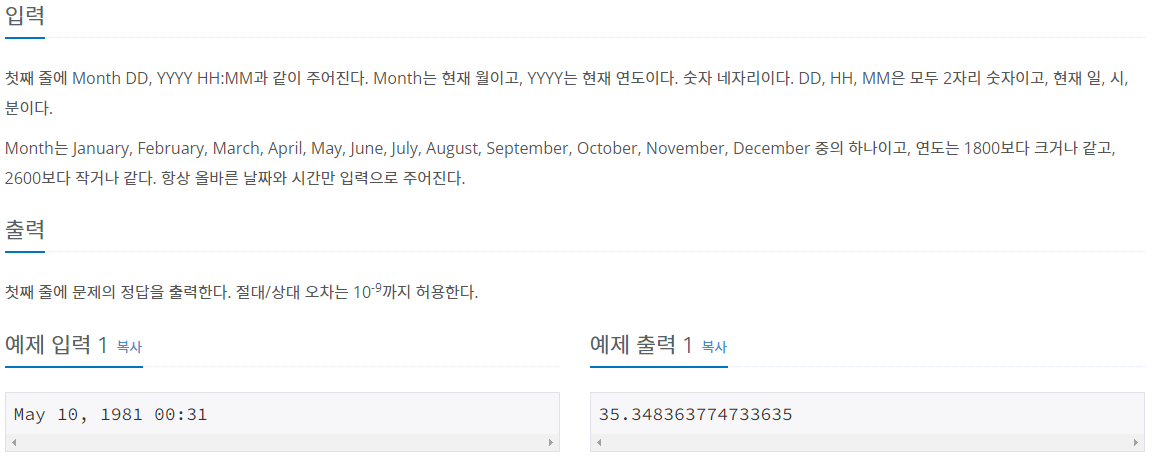 입력
첫째 줄에 Month DD, YYYY HH:MM과 같이 주어진다. Month는 현재 월이고, YYYY는 현재 연도이다. 숫자 네자리이다. DD, HH, MM은 모두 2자리 숫자이고, 현재 일, 시,
분이다.
Month는 January, February, March, April, May, June, July, August, September, October, November, December 중의 하나이고, 연도는 1800보다 크거나 같고,
2600보다 작거나 같다. 항상 올바른 날짜와 시간만 입력으로 주어진다.
출력
첫째 줄에 문제의 정답을 출력한다. 절대/상대 오차는 10⁻⁹까지 허용한다.
예제 입력 1 복사
May 10, 1981 00:31
예제 출력 1 복사
35.348363774733635